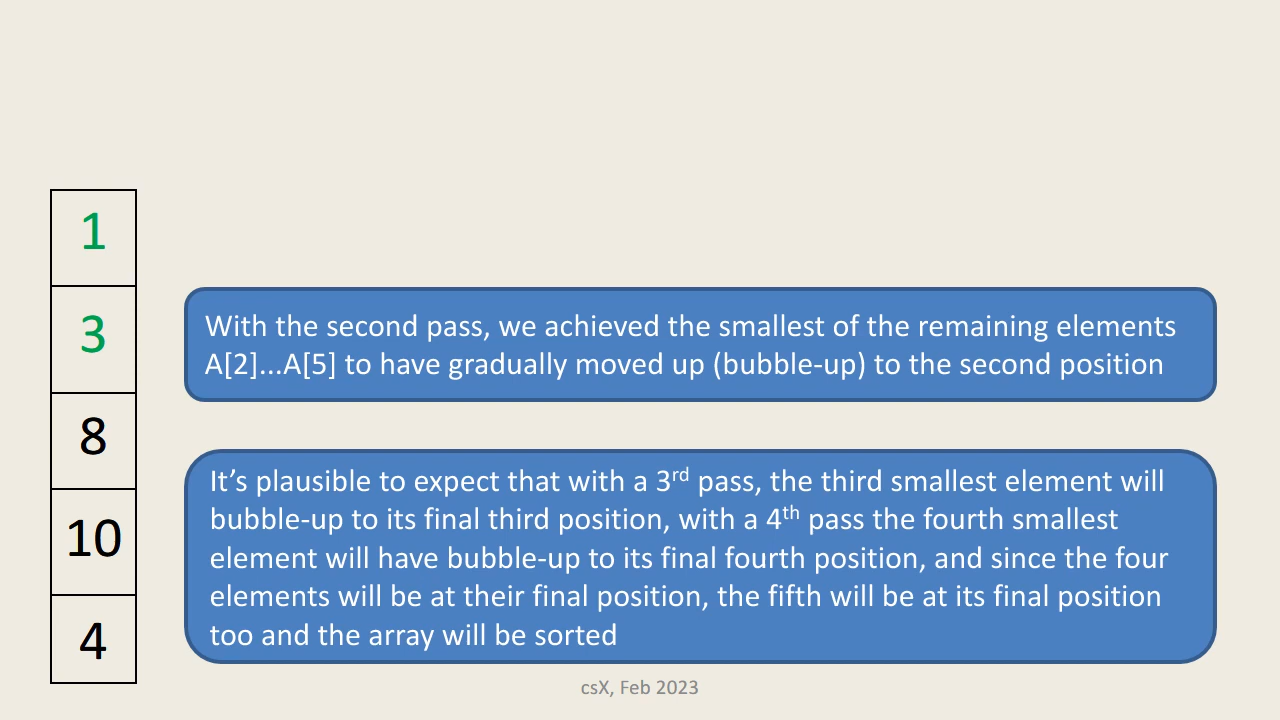 1
3
With the second pass, we achieved the smallest of the remaining elements
A[2]...A[5] to have gradually moved up (bubble-up) to the second position
8
It’s plausible to expect that with a 3rd pass, the third smallest element will
bubble-up to its final third position, with a 4th pass the fourth smallest
10
element will have bubble-up to its final fourth position, and since the four
elements will be at their final position, the fifth will be at its final position
too and the array will be sorted
4
csX, Feb 2023